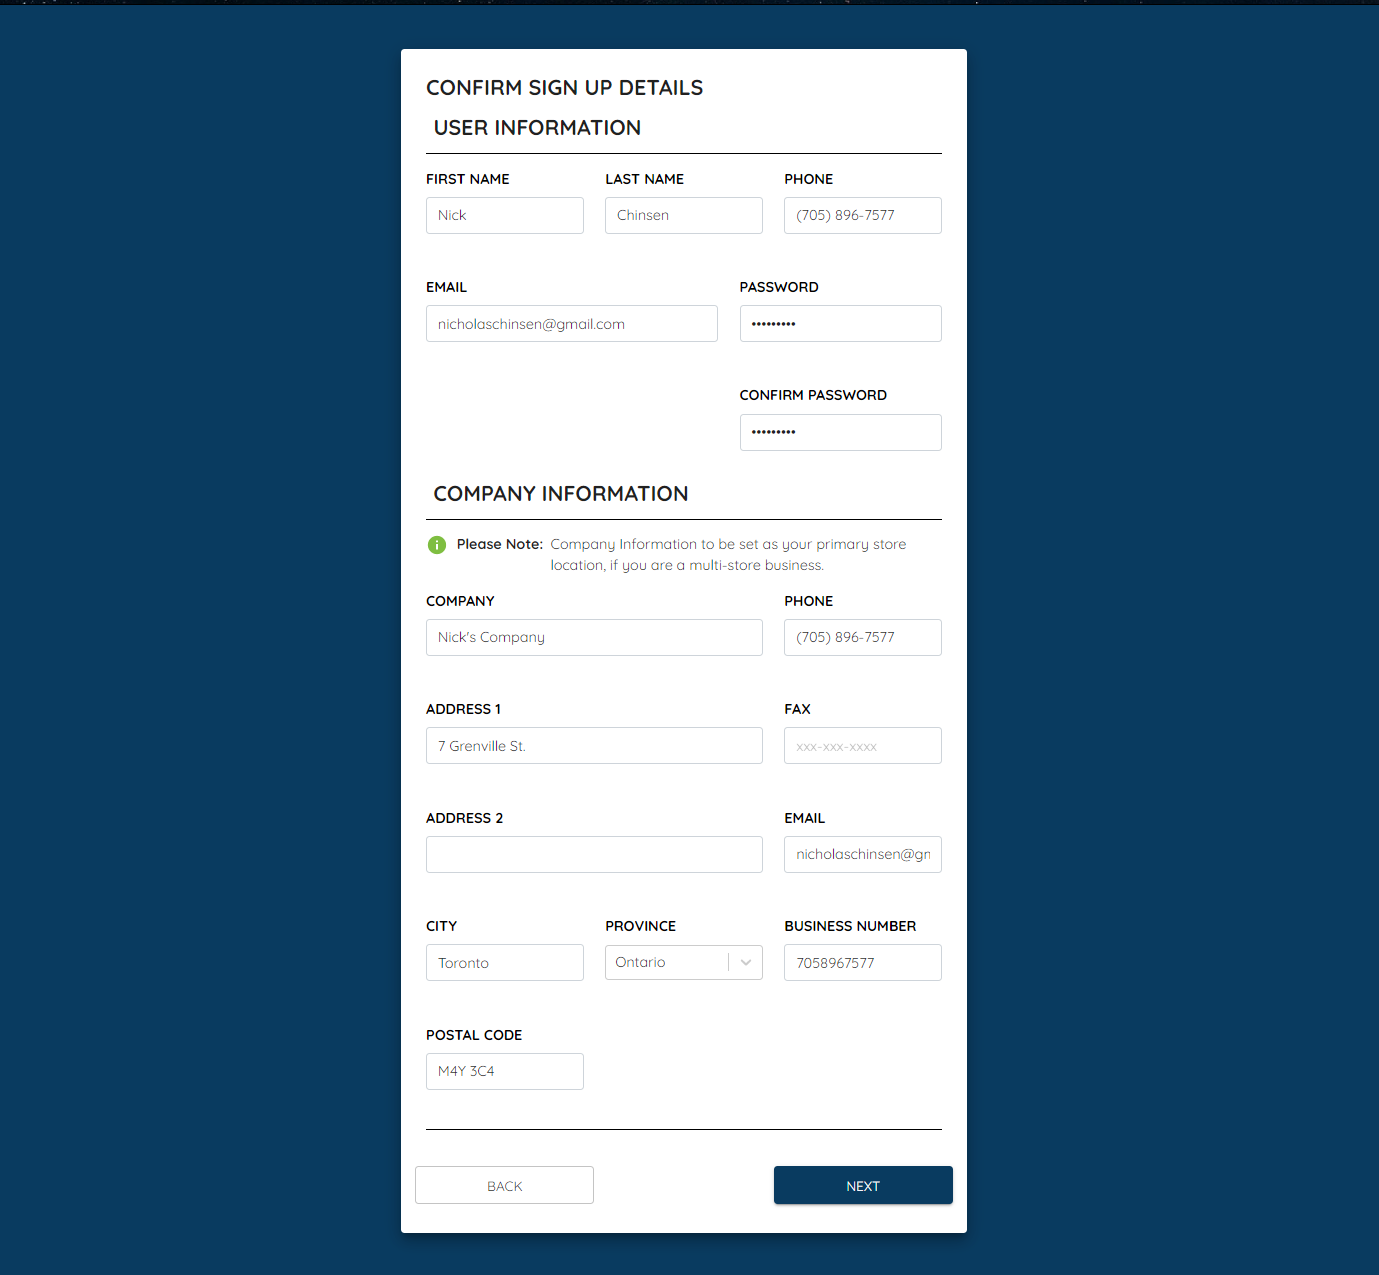 CONFIRM SIGN UP DETAILS
USER INFORMATION
FIRST NAME
LAST NAME
PHONE
Nick
Chinsen
(705) 896-7577
EMAIL
PASSWORD
nicholaschinsen@gmail.com
•••••••••
CONFIRM PASSWORD
•••••••••
COMPANY INFORMATION
Please Note: Company Information to be set as your primary store
location, if you are a multi-store business.
COMPANY
PHONE
Nick's Company
(705) 896-7577
ADDRESS 1
FAX
7 Grenville St.
xxx-xxx-xxxx
ADDRESS 2
EMAIL
nicholaschinsen@gm
CITY
PROVINCE
BUSINESS NUMBER
Toronto
Ontario
7058967577
POSTAL CODE
M4Y 3C4
BACK
NEXT